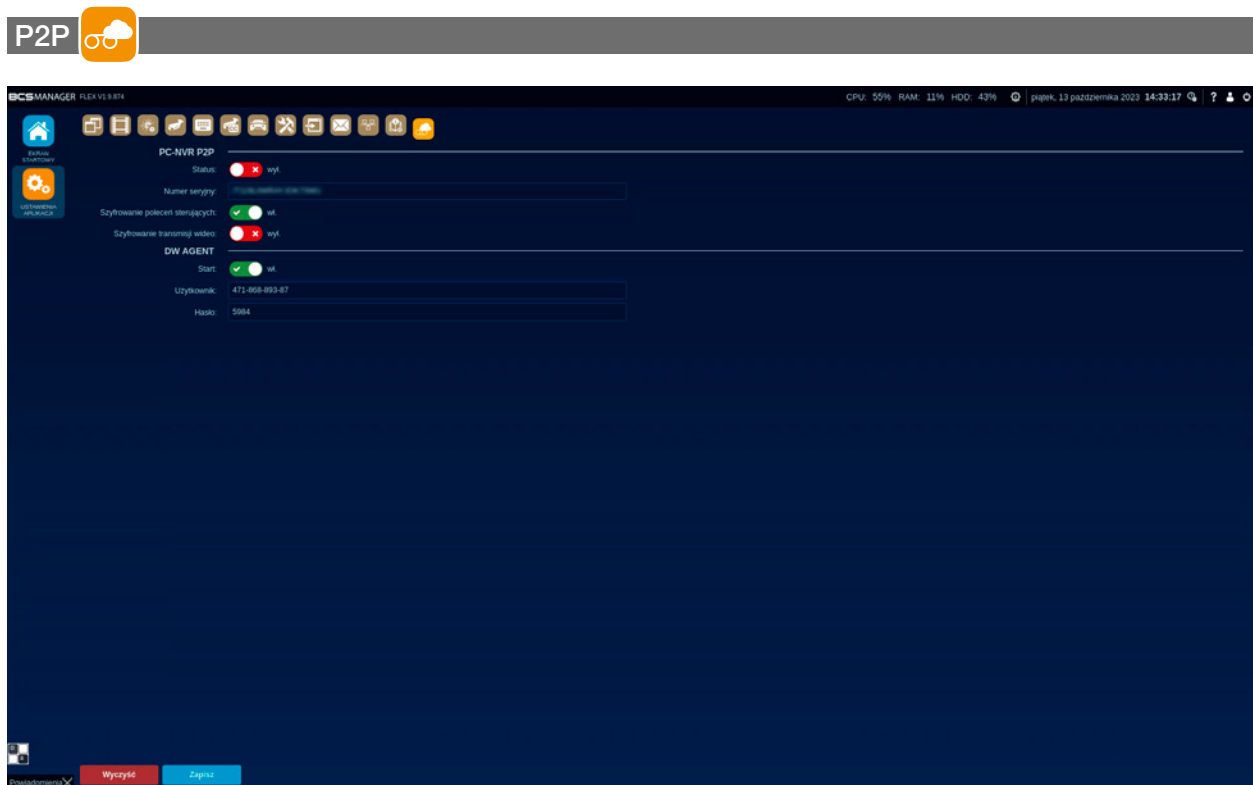 P2P
BCSMANAGER FLEX V1.9.874
CPU: 55% RAM: 11% HDD: 43% piątek, 13 października 2023 14:33:17 ?
EKRAN
STARTOWY
USTAWIENIA
APLIKACJI
PC-NVR P2P
Status: wył.
Numer seryjny:
Szyfrowanie poleceń sterujących: wł.
Szyfrowanie transmisji wideo: wył.
DW AGENT
Start: wł.
Użytkownik: 471-868-893-87
Hasło: 5984
Wyczyść Zapisz
Powiadomienia